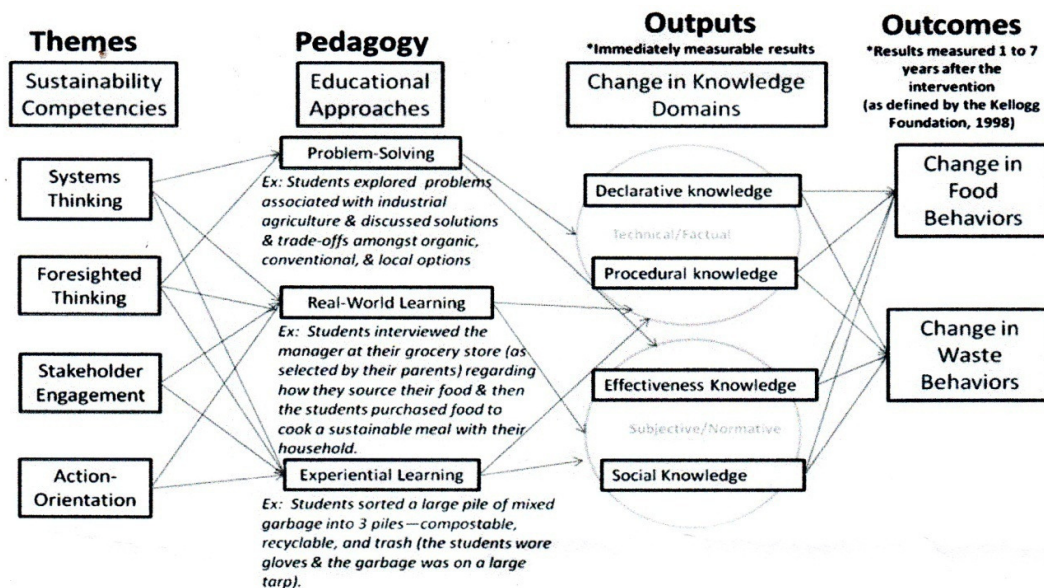 Themes
Sustainability
Competencies
Systems
Thinking
Foresighted
Thinking
Stakeholder
Engagement
Action-
Orientation
Pedagogy
Educational
Approaches
Problem-Solving
Ex: Students explored problems
associated with industrial
agriculture & discussed solutions
& trade-offs amongst organic,
conventional, & local options
Real-World Learning
Ex: Students interviewed the
manager at their grocery store (as
selected by their parents) regarding
how they source their food & then
the students purchased food to
cook a sustainable meal with their
household.
Experiential Learning
Ex: Students sorted a large pile of mixed
garbage into 3 piles—compostable,
recyclable, and trash (the students wore
gloves & the garbage was on a large
tarp).
Outputs
*Immediately measurable results
Change in Knowledge
Domains
Declarative knowledge
Technical/Factual
Procedural knowledge
Effectiveness Knowledge
Subjective/Normative
Social Knowledge
Outcomes
*Results measured 1 to 7
years after the
intervention
(as defined by the Kellogg
Foundation, 1998)
Change in
Food
Behaviors
Change in
Waste
Behaviors